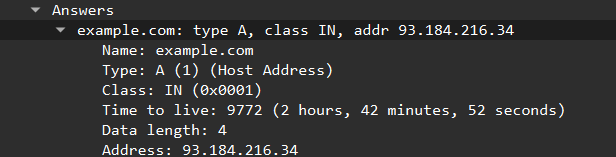 Answers
example.com: type A, class IN, addr 93.184.216.34
Name: example.com
Type: A (1) (Host Address)
Class: IN (0x0001)
Time to live: 9772 (2 hours, 42 minutes, 52 seconds)
Data length: 4
Address: 93.184.216.34